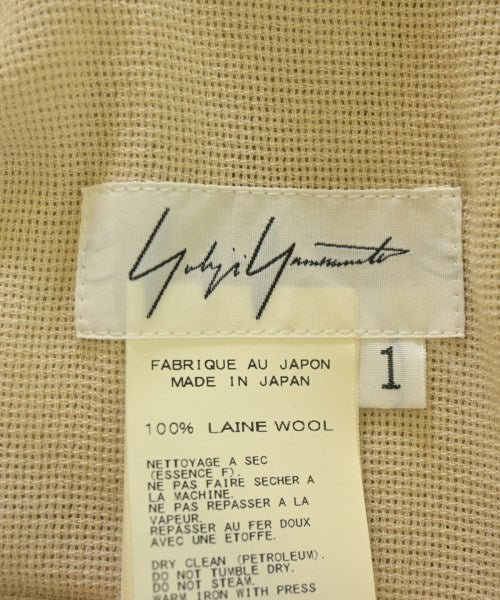 Yohji Yamamoto
1
FABRIQUE AU JAPON
MADE IN JAPAN
100% LAINE WOOL
NETTOYAGE A SEC
(ESSENCE F).
NE PAS FAIRE SECHER A
LA MACHINE.
NE PAS REPASSER A LA
VAPEUR.
REPASSER AU FER DOUX
AVEC UNE ETOFFE.
DRY CLEAN (PETROLEUM).
DO NOT TUMBLE DRY.
DO NOT STEAM.
WARM IRON WITH PRESS